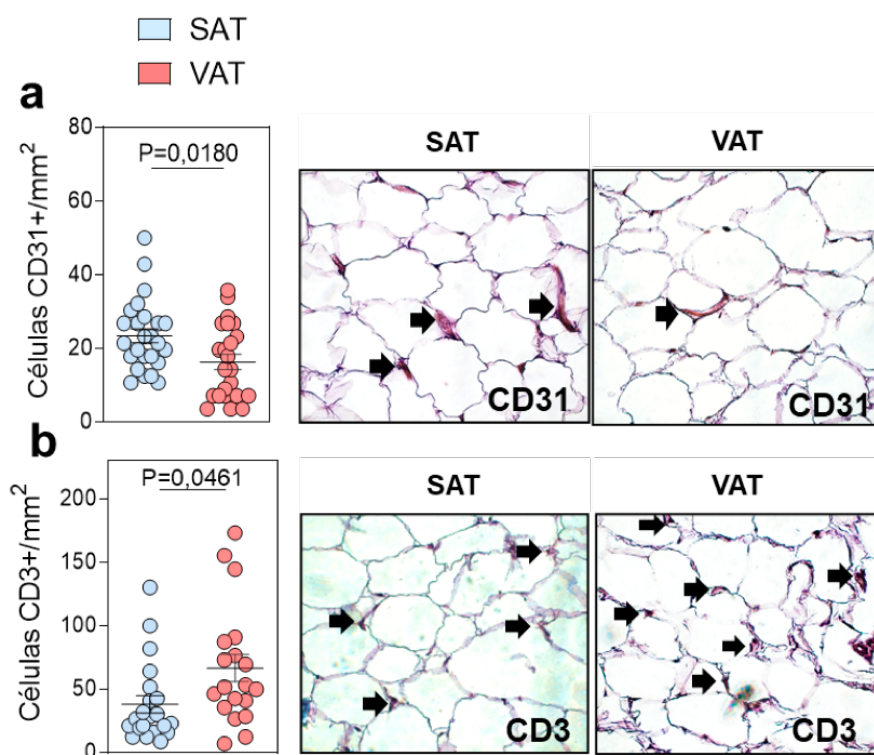 SAT
VAT
a
Células CD31+/mm²
80
60
40
20
0
P=0,0180
SAT
VAT
CD31
CD31
b
Células CD3+/mm²
200
150
100
50
0
P=0,0461
SAT
VAT
CD3
CD3